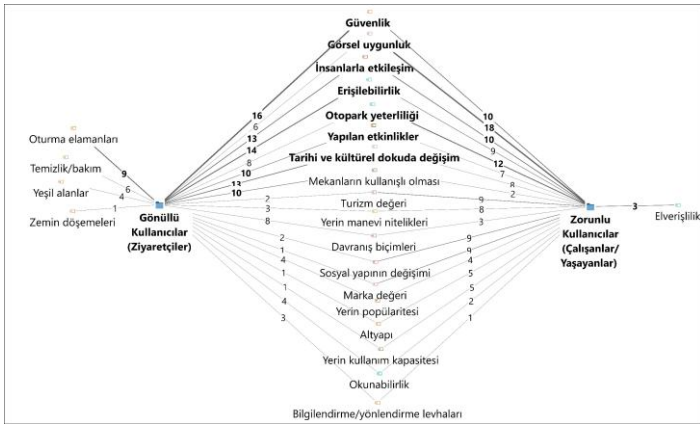 Güvenlik
Görsel uygunluk
İnsanlarla etkileşim
Erişilebilirlik
Otopark yeterliliği
Yapılan etkinlikler
Tarihi ve kültürel dokuda değişim
Mekanların kullanışlı olması
Turizm değeri
Yerin manevi nitelikleri
Davranış biçimleri
Sosyal yapının değişimi
Marka değeri
Yerin popülaritesi
Altyapı
Yerin kullanım kapasitesi
Okunabilirlik
Bilgilendirme/yönlendirme levhaları
Oturma elamanları
Temizlik/bakım
Yeşil alanlar
Zemin döşemeleri
9
6
4
1
Gönüllü
Kullanıcılar
(Ziyaretçiler)
16
6
13
14
8
10
13
10
2
3
8
2
1
4
1
1
4
3
10
18
10
9
12
7
8
2
9
8
3
9
9
4
5
5
2
1
Zorunlu
Kullanıcılar
(Çalışanlar/
Yaşayanlar)
3
Elverişlilik